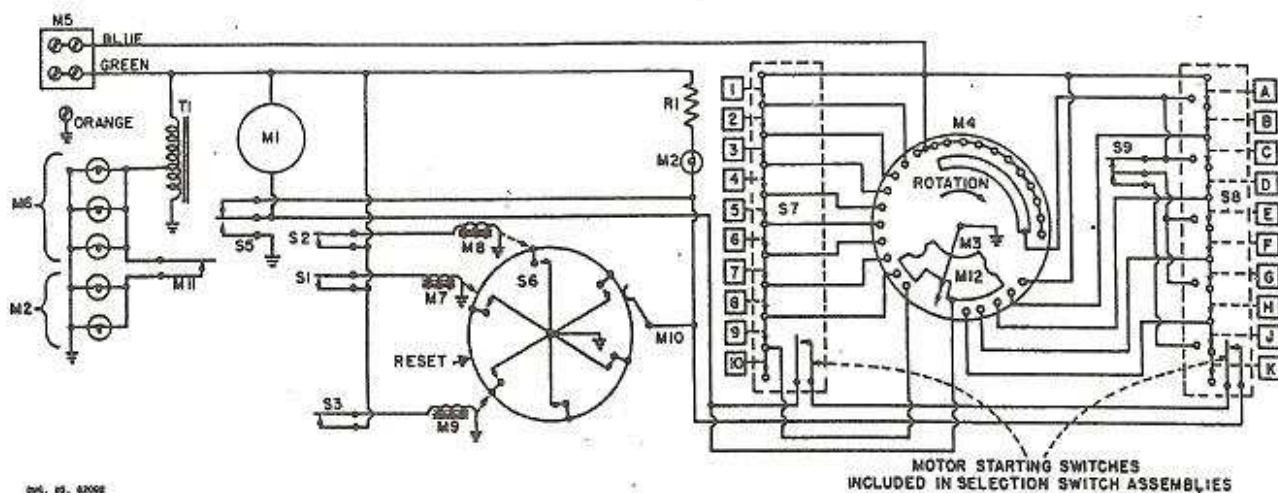 M5
BLUE
GREEN
ORANGE
T1
M1
R1
M2
M6
M2
M11
S5
S2
S1
S3
M8
M7
M9
S6
RESET
M10
1
2
3
4
5
6
7
8
9
10
S7
M4
ROTATION
M3
M12
S9
S8
A
B
C
D
E
F
G
H
J
K
MOTOR STARTING SWITCHES
INCLUDED IN SELECTION SWITCH ASSEMBLIES